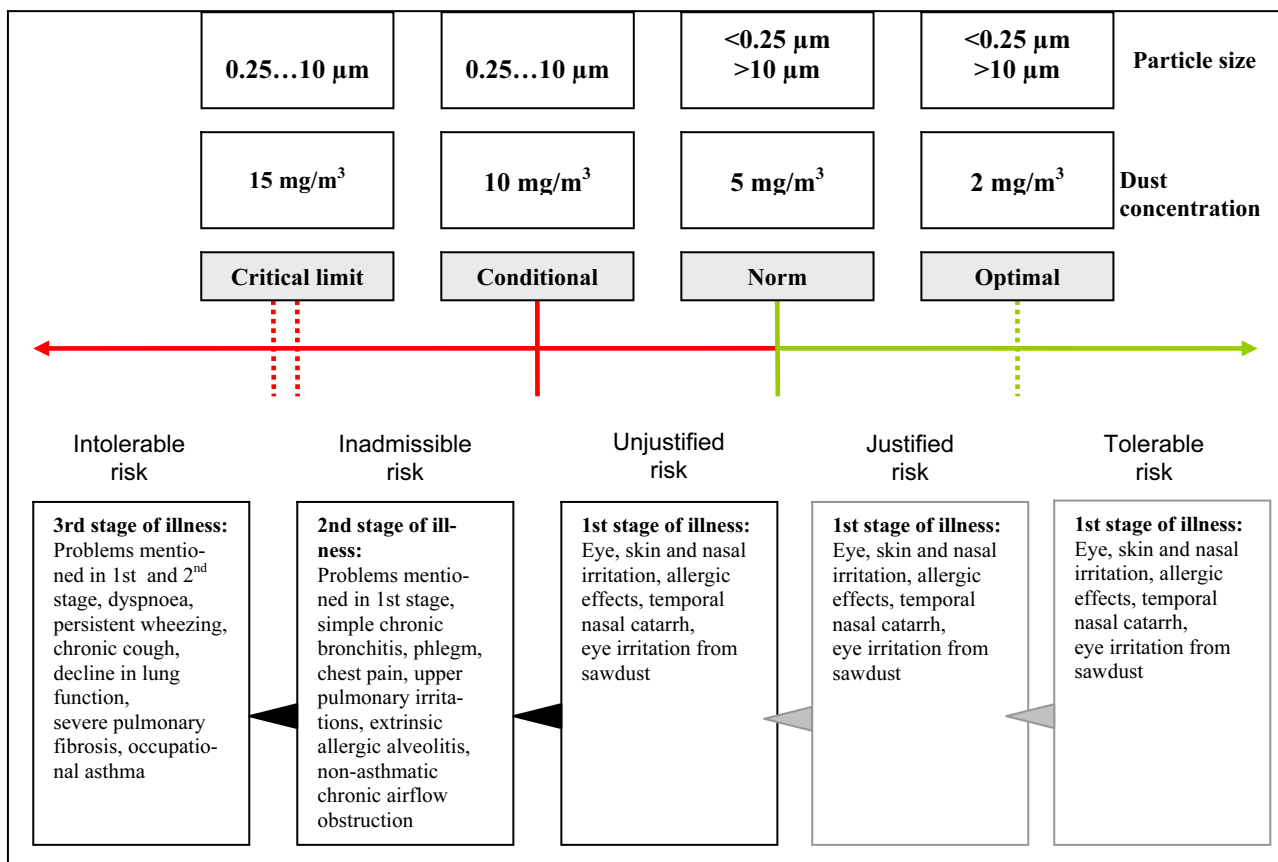 0.25…10 µm
0.25…10 µm
<0.25 µm
>10 µm
<0.25 µm
>10 µm
Particle size
15 mg/m³
10 mg/m³
5 mg/m³
2 mg/m³
Dust
concentration
Critical limit
Conditional
Norm
Optimal
Intolerable
risk
Inadmissible
risk
Unjustified
risk
Justified
risk
Tolerable
risk
3rd stage of illness:
Problems mentio-
ned in 1st and 2nd
stage, dyspnoea,
persistent wheezing,
chronic cough,
decline in lung
function,
severe pulmonary
fibrosis, occupatio-
nal asthma
2nd stage of ill-
ness:
Problems mentio-
ned in 1st stage,
simple chronic
bronchitis, phlegm,
chest pain, upper
pulmonary irrita-
tions, extrinsic
allergic alveolitis,
non-asthmatic
chronic airflow
obstruction
1st stage of illness:
Eye, skin and nasal
irritation, allergic
effects, temporal
nasal catarrh,
eye irritation from
sawdust
1st stage of illness:
Eye, skin and nasal
irritation, allergic
effects, temporal
nasal catarrh,
eye irritation from
sawdust
1st stage of illness:
Eye, skin and nasal
irritation, allergic
effects, temporal
nasal catarrh,
eye irritation from
sawdust